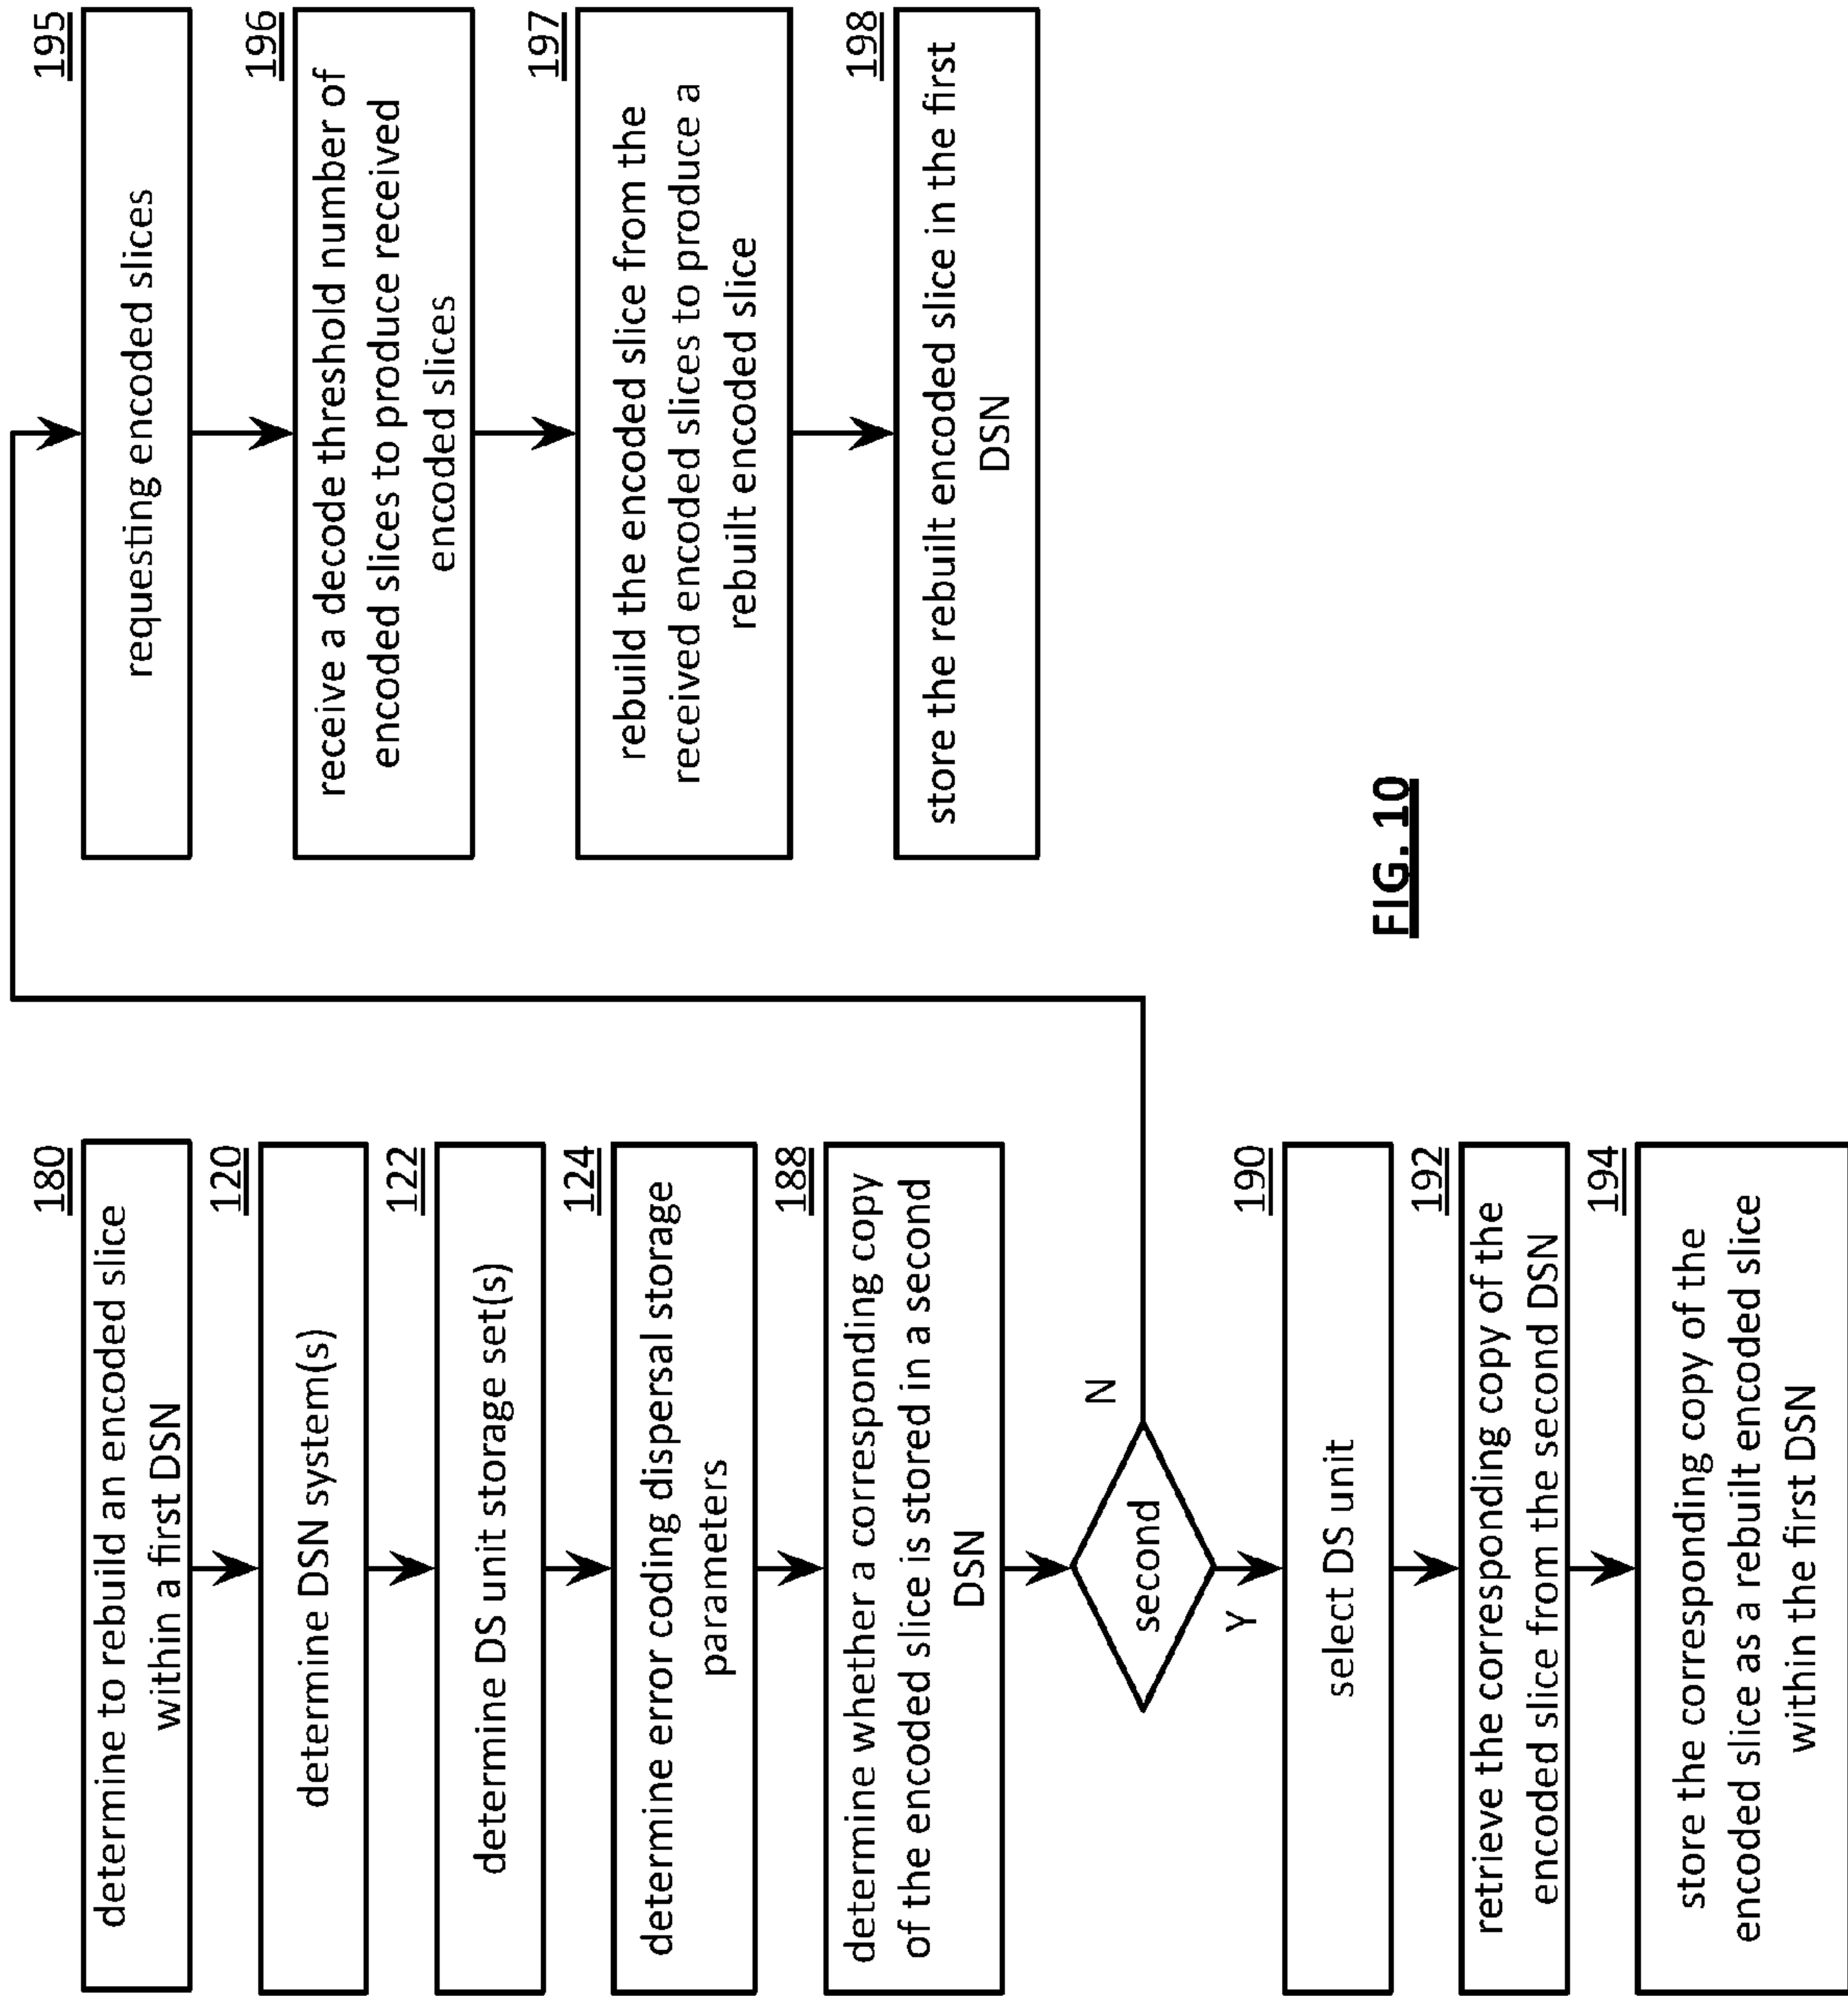 180
determine to rebuild an encoded slice
within a first DSN
120
determine DSN system(s)
122
determine DS unit storage set(s)
124
determine error coding dispersal storage
parameters
188
determine whether a corresponding copy
of the encoded slice is stored in a second
DSN
second
N
Y
190
select DS unit
192
retrieve the corresponding copy of the
encoded slice from the second DSN
194
store the corresponding copy of the
encoded slice as a rebuilt encoded slice
within the first DSN
195
requesting encoded slices
196
receive a decode threshold number of
encoded slices to produce received
encoded slices
197
rebuild the encoded slice from the
received encoded slices to produce a
rebuilt encoded slice
198
store the rebuilt encoded slice in the first
DSN
FIG. 10